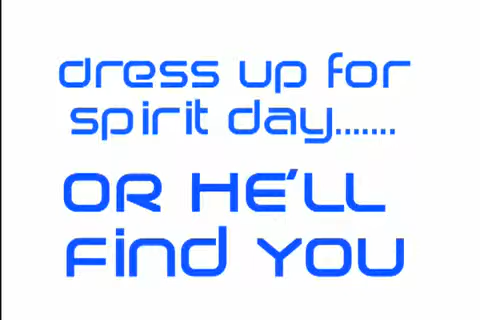 dress up for
spirit day.......
OR HE'LL
FIND YOU